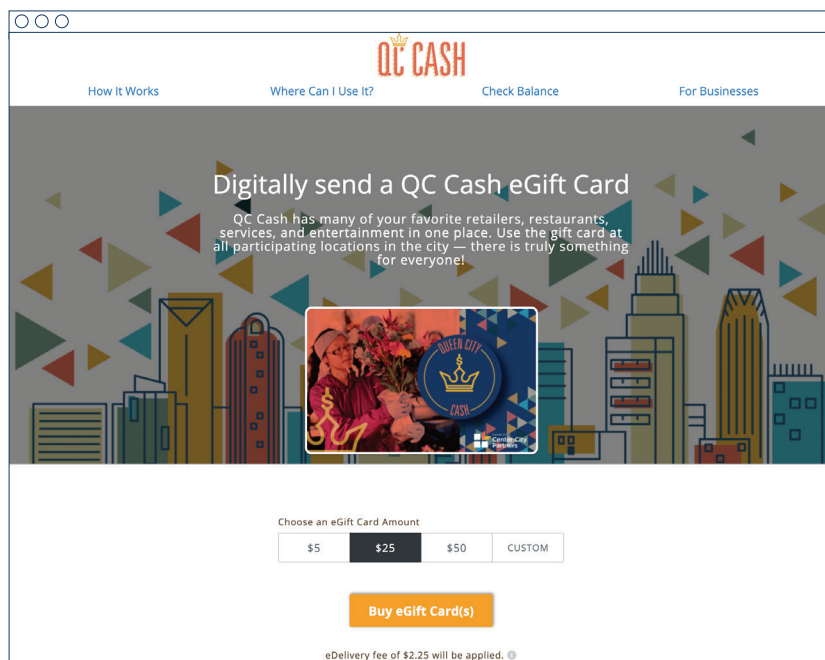 QC CASH
How It Works
Where Can I Use It?
Check Balance
For Businesses
Digitally send a QC Cash eGift Card
QC Cash has many of your favorite retailers, restaurants,
services, and entertainment in one place. Use the gift card at
all participating locations in the city — there is truly something
for everyone!
QUEEN CITY
CASH
Center City
Partners
Choose an eGift Card Amount
$5
$25
$50
CUSTOM
Buy eGift Card(s)
eDelivery fee of $2.25 will be applied.